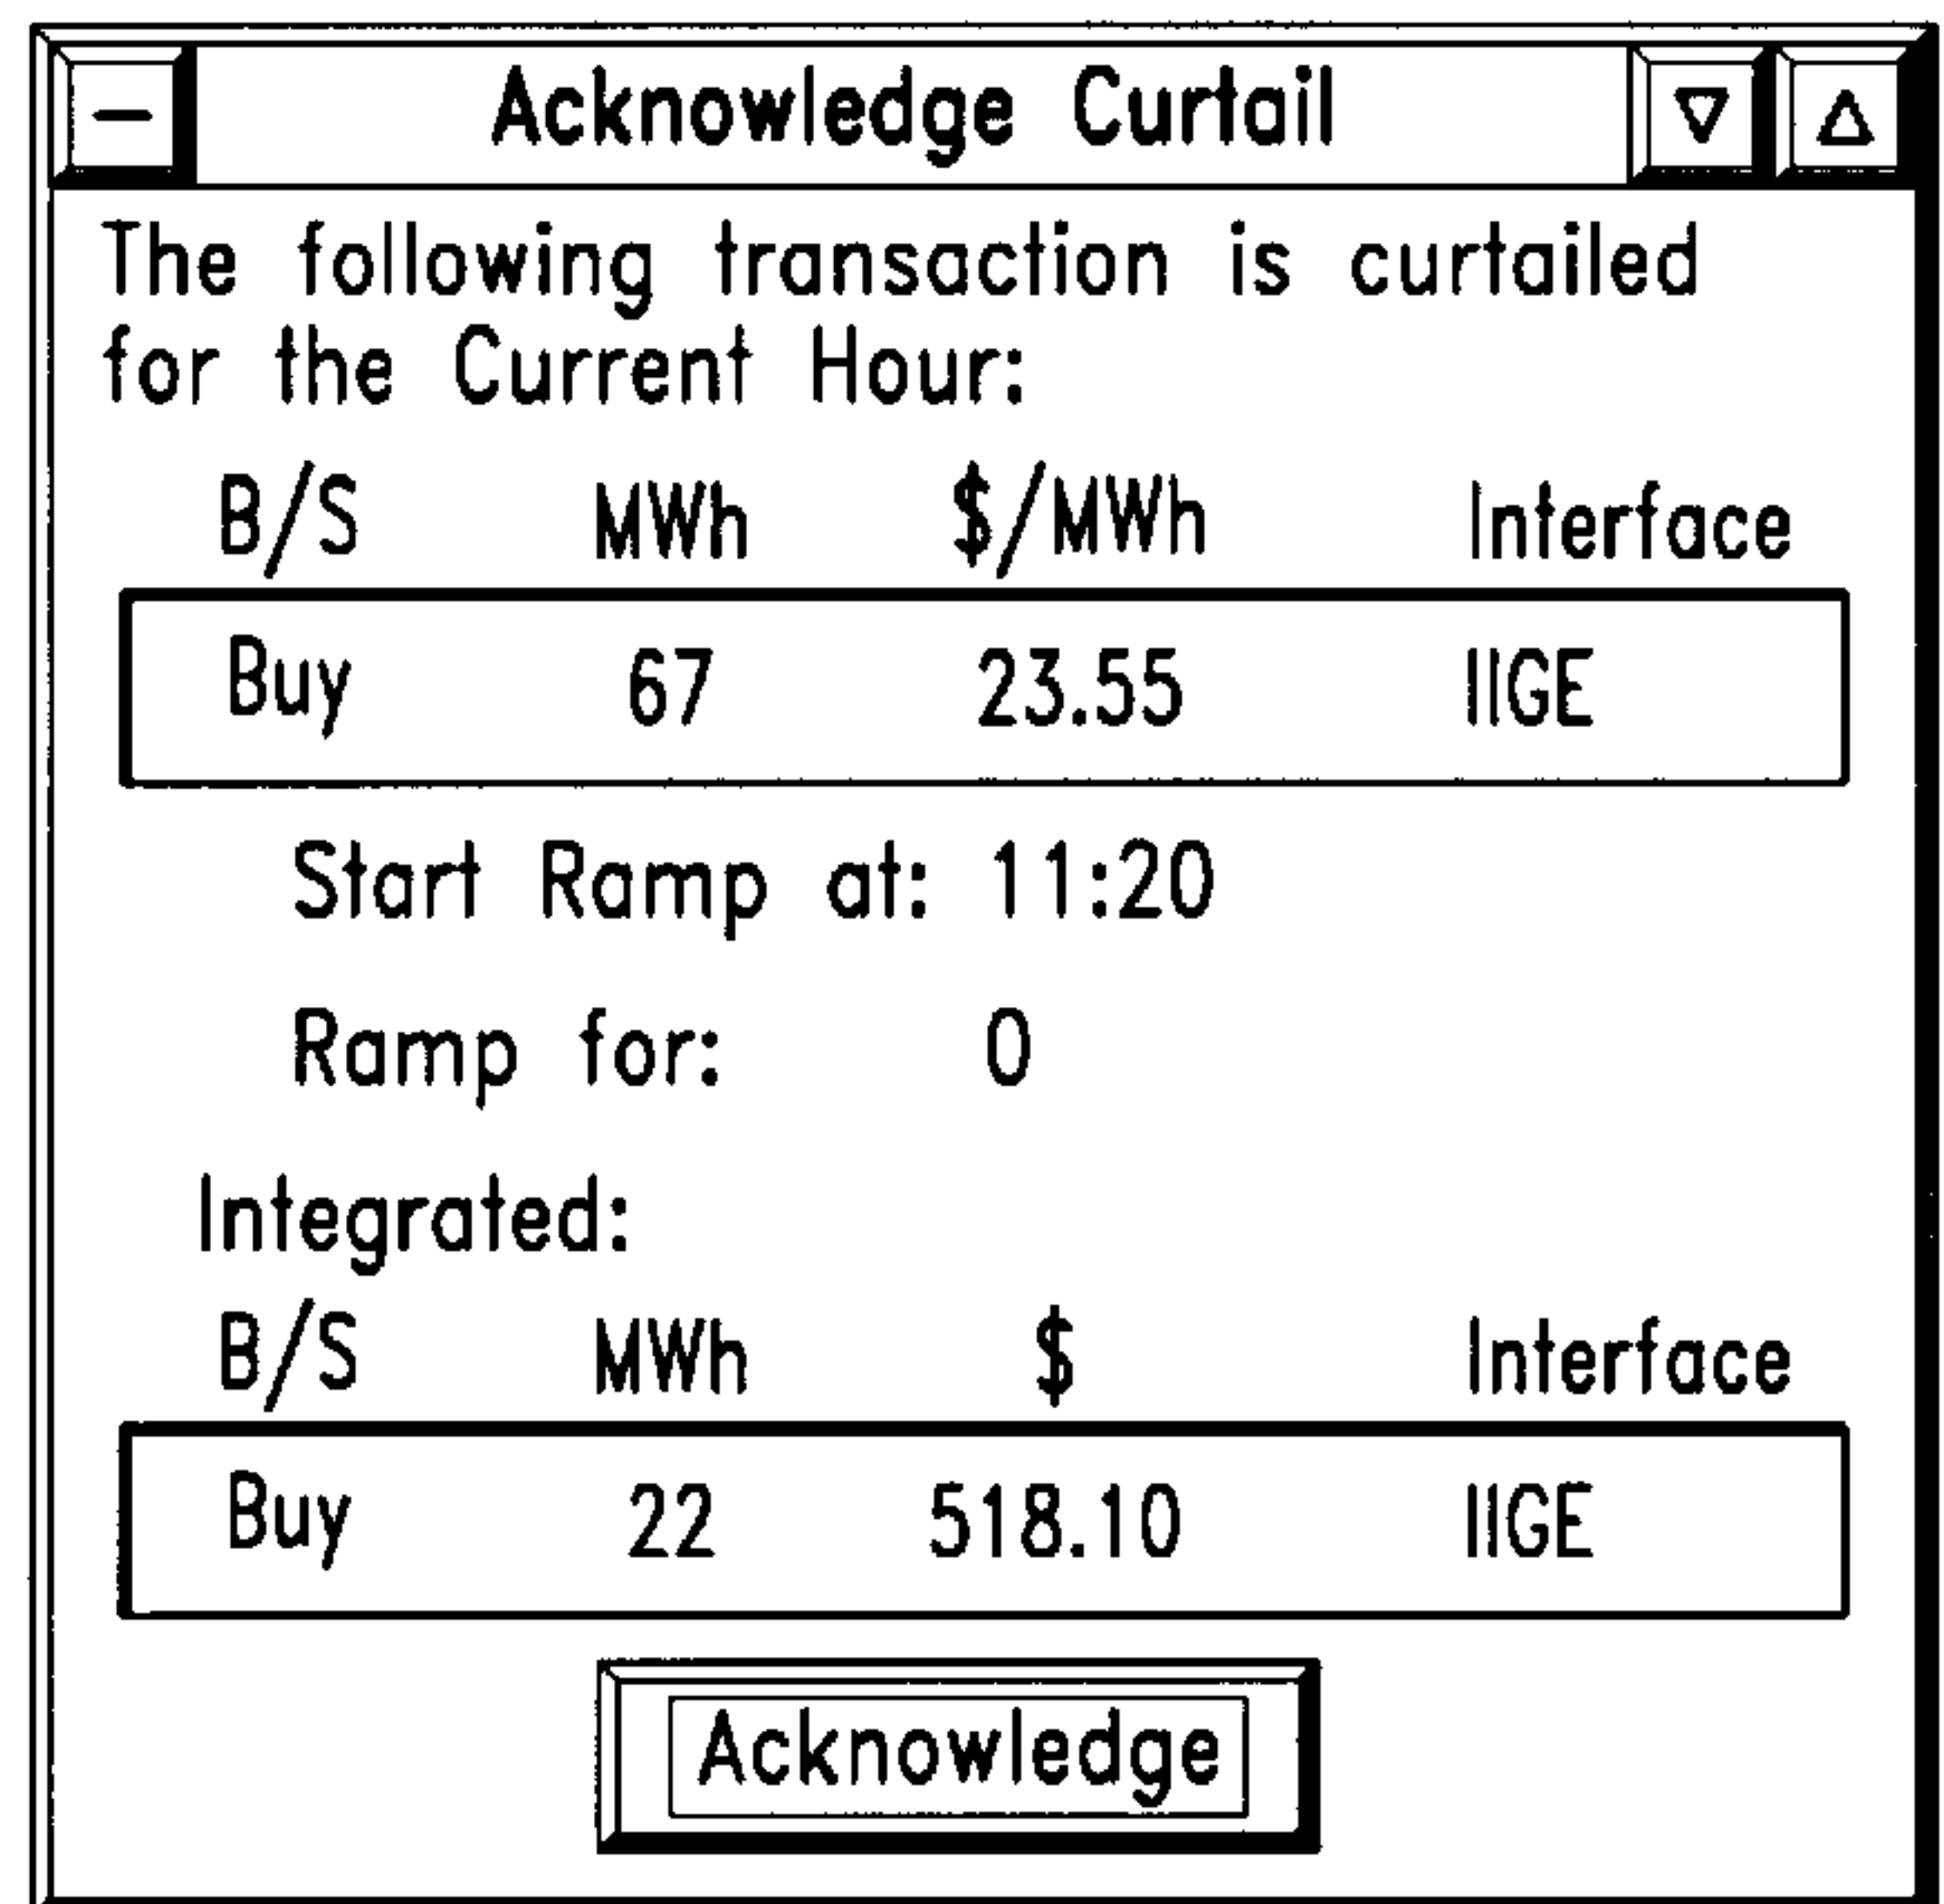 Acknowledge Curtail
The following transaction is curtailed
for the Current Hour:
B/S MWh $/MWh Interface
Buy 67 23.55 IIGE
Start Ramp at: 11:20
Ramp for: 0
Integrated:
B/S MWh $ Interface
Buy 22 518.10 IIGE
Acknowledge